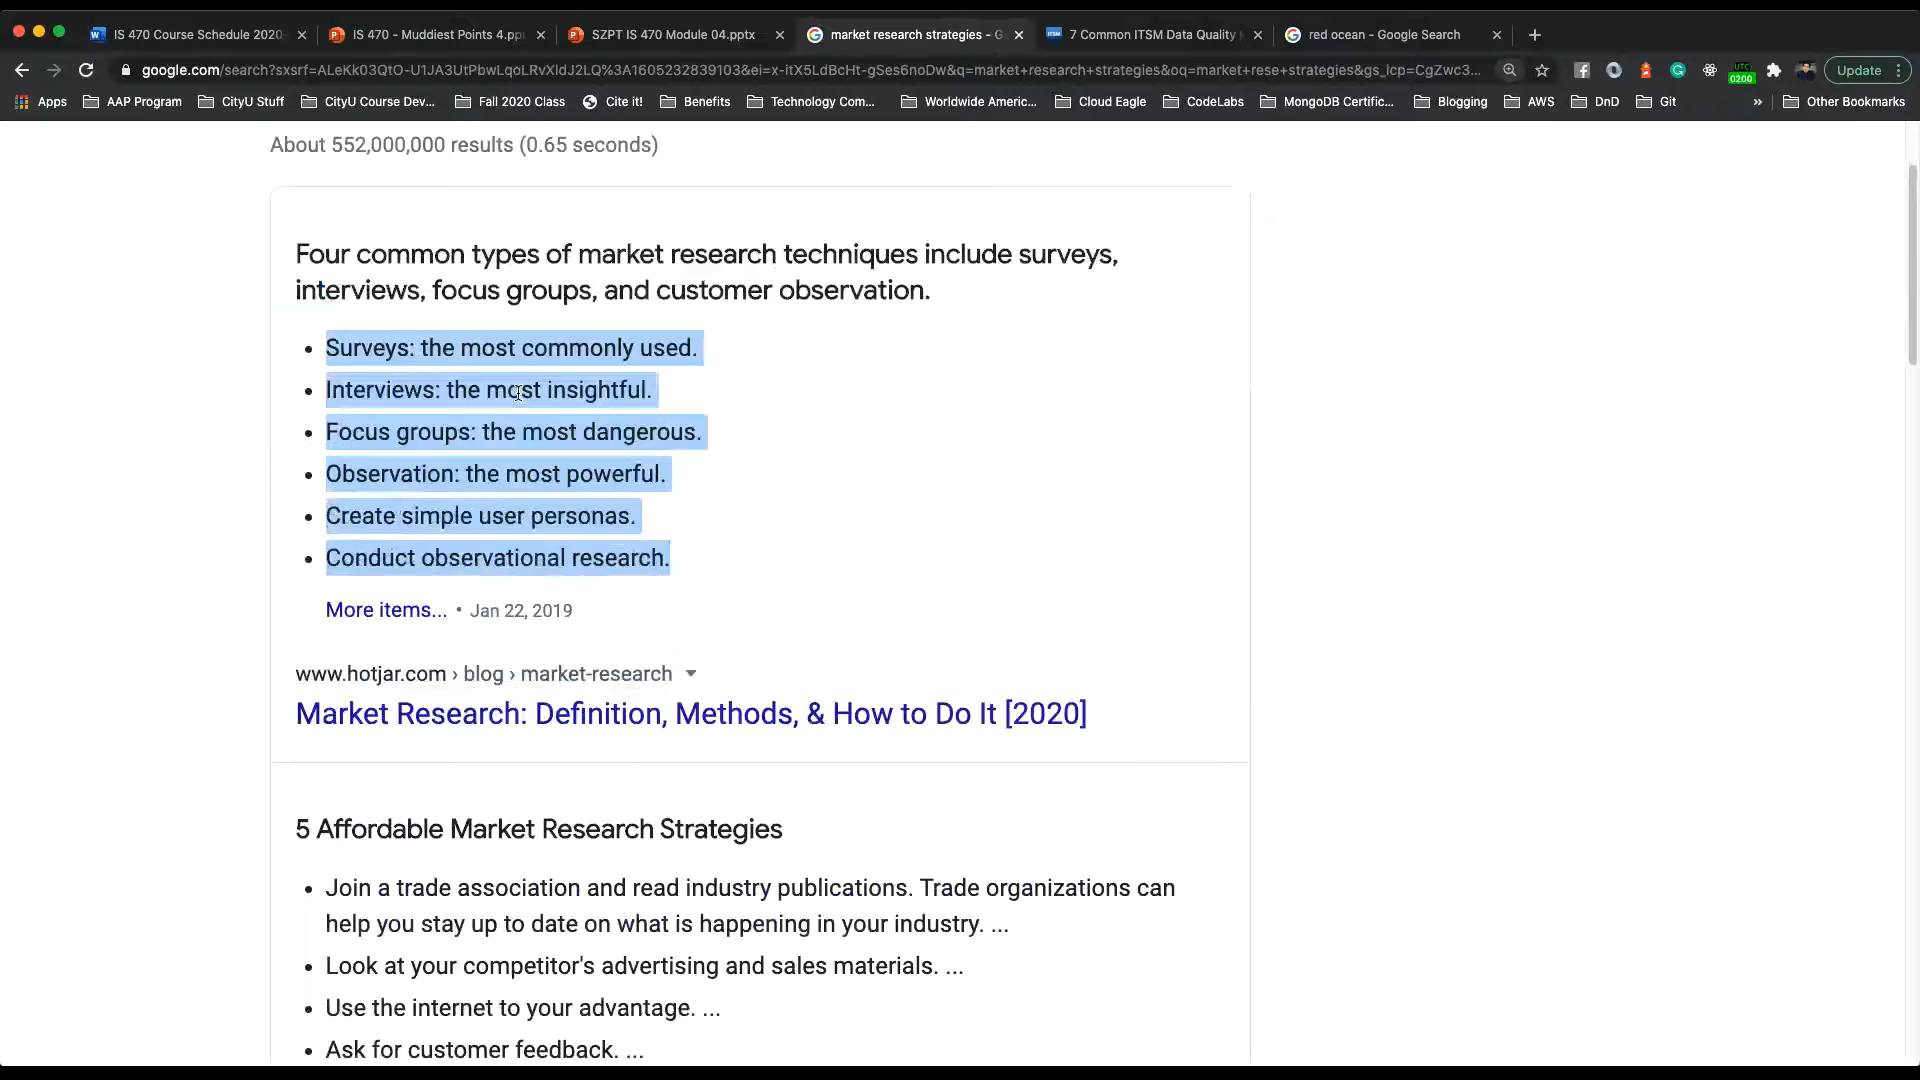 IS 470 Course Schedule 2020-
IS 470 - Muddiest Points 4.pp
SZPT IS 470 Module 04.pptx
market research strategies - G
7 Common ITSM Data Quality
red ocean - Google Search
google.com/search?sxsrf=ALeKk03QtO-U1JA3UtPbwLqoLRvXldJ2LQ%3A1605232839103&ei=x-itX5LdBcHt-gSes6noDw&q=market+research+strategies&oq=market+rese+strategies&gs_lcp=CgZwc3...
UTC
0200
Update
Apps
AAP Program
CityU Stuff
CityU Course Dev...
Fall 2020 Class
Cite it!
Benefits
Technology Com...
Worldwide Americ...
Cloud Eagle
CodeLabs
MongoDB Certific...
Blogging
AWS
DnD
Git
»
Other Bookmarks
About 552,000,000 results (0.65 seconds)
Four common types of market research techniques include surveys,
interviews, focus groups, and customer observation.
• Surveys: the most commonly used.
• Interviews: the most insightful.
• Focus groups: the most dangerous.
• Observation: the most powerful.
• Create simple user personas.
• Conduct observational research.
More items... • Jan 22, 2019
www.hotjar.com › blog › market-research
Market Research: Definition, Methods, & How to Do It [2020]
5 Affordable Market Research Strategies
• Join a trade association and read industry publications. Trade organizations can
help you stay up to date on what is happening in your industry. ...
• Look at your competitor's advertising and sales materials. ...
• Use the internet to your advantage. ...
• Ask for customer feedback. ...